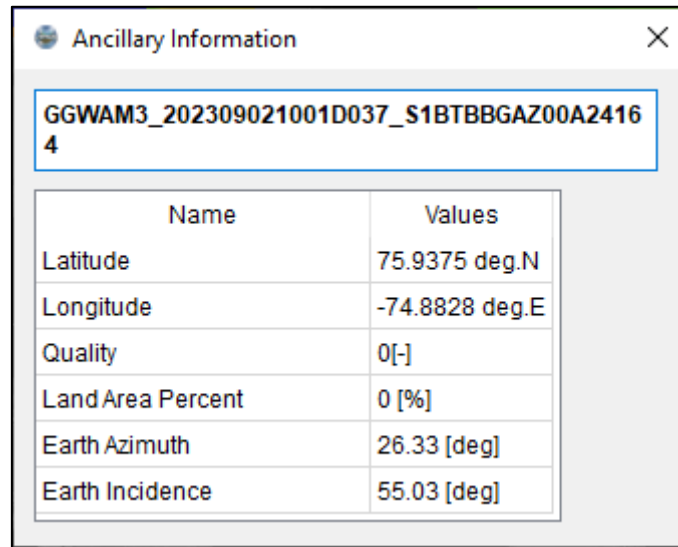 Ancillary Information
GGWAM3_202309021001D037_S1BTBBGAZ00A2416
4
Name Values
Latitude 75.9375 deg.N
Longitude -74.8828 deg.E
Quality 0[-]
Land Area Percent 0 [%]
Earth Azimuth 26.33 [deg]
Earth Incidence 55.03 [deg]